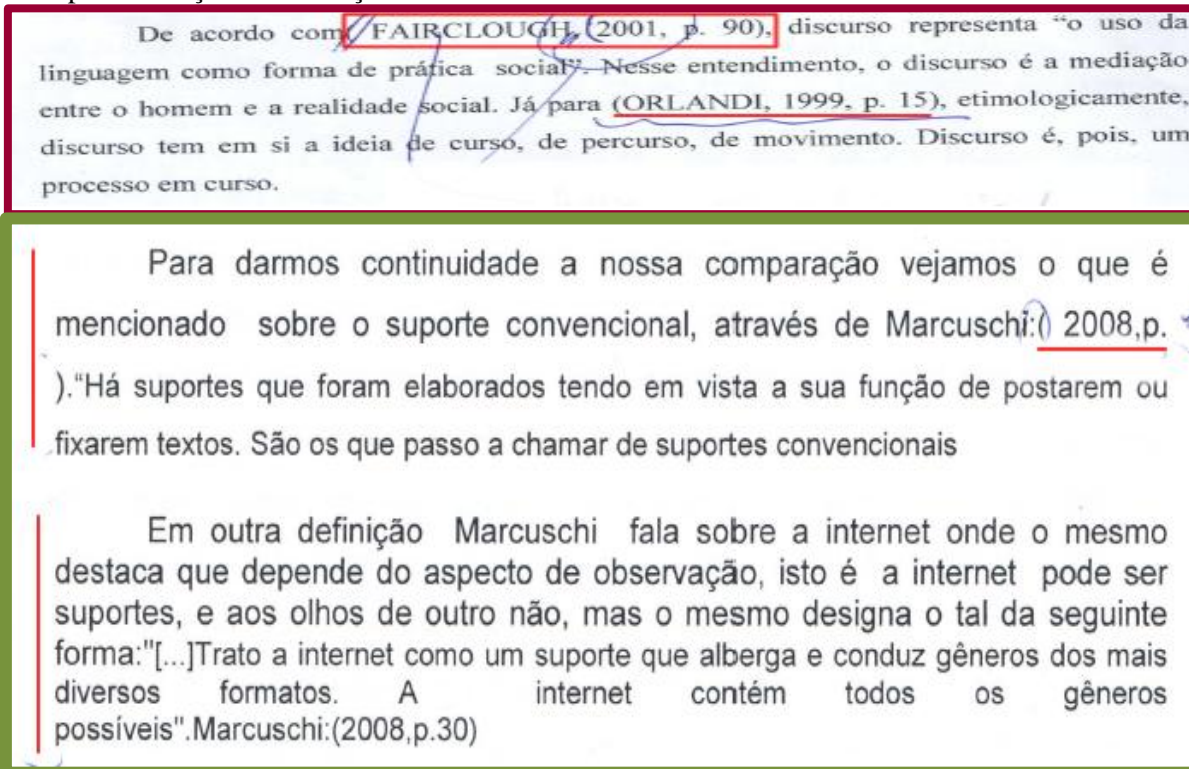 De acordo com FAIRCLOUGH, (2001, p. 90), discurso representa “o uso da
linguagem como forma de prática social”. Nesse entendimento, o discurso é a mediação
entre o homem e a realidade social. Já para (ORLANDI, 1999, p. 15), etimologicamente,
discurso tem em si a ideia de curso, de percurso, de movimento. Discurso é, pois, um
processo em curso.
Para darmos continuidade a nossa comparação vejamos o que é
mencionado sobre o suporte convencional, através de Marcuschi:( 2008,p.
).“Há suportes que foram elaborados tendo em vista a sua função de postarem ou
fixarem textos. São os que passo a chamar de suportes convencionais
Em outra definição Marcuschi fala sobre a internet onde o mesmo
destaca que depende do aspecto de observação, isto é a internet pode ser
suportes, e aos olhos de outro não, mas o mesmo designa o tal da seguinte
forma:"[...]Trato a internet como um suporte que alberga e conduz gêneros dos mais
diversos formatos. A internet contém todos os gêneros
possíveis".Marcuschi:(2008,p.30)